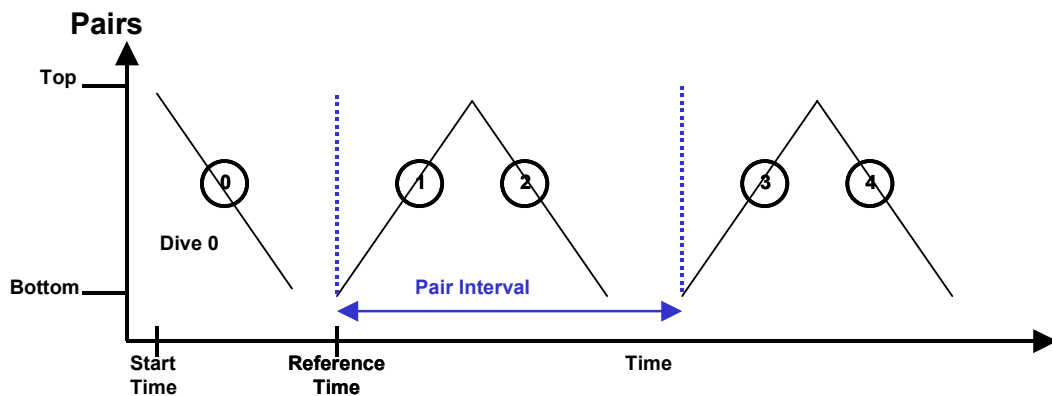 Pairs
Top
0
1
2
3
4
Dive 0
Bottom
Pair Interval
Start
Time
Reference
Time
Time